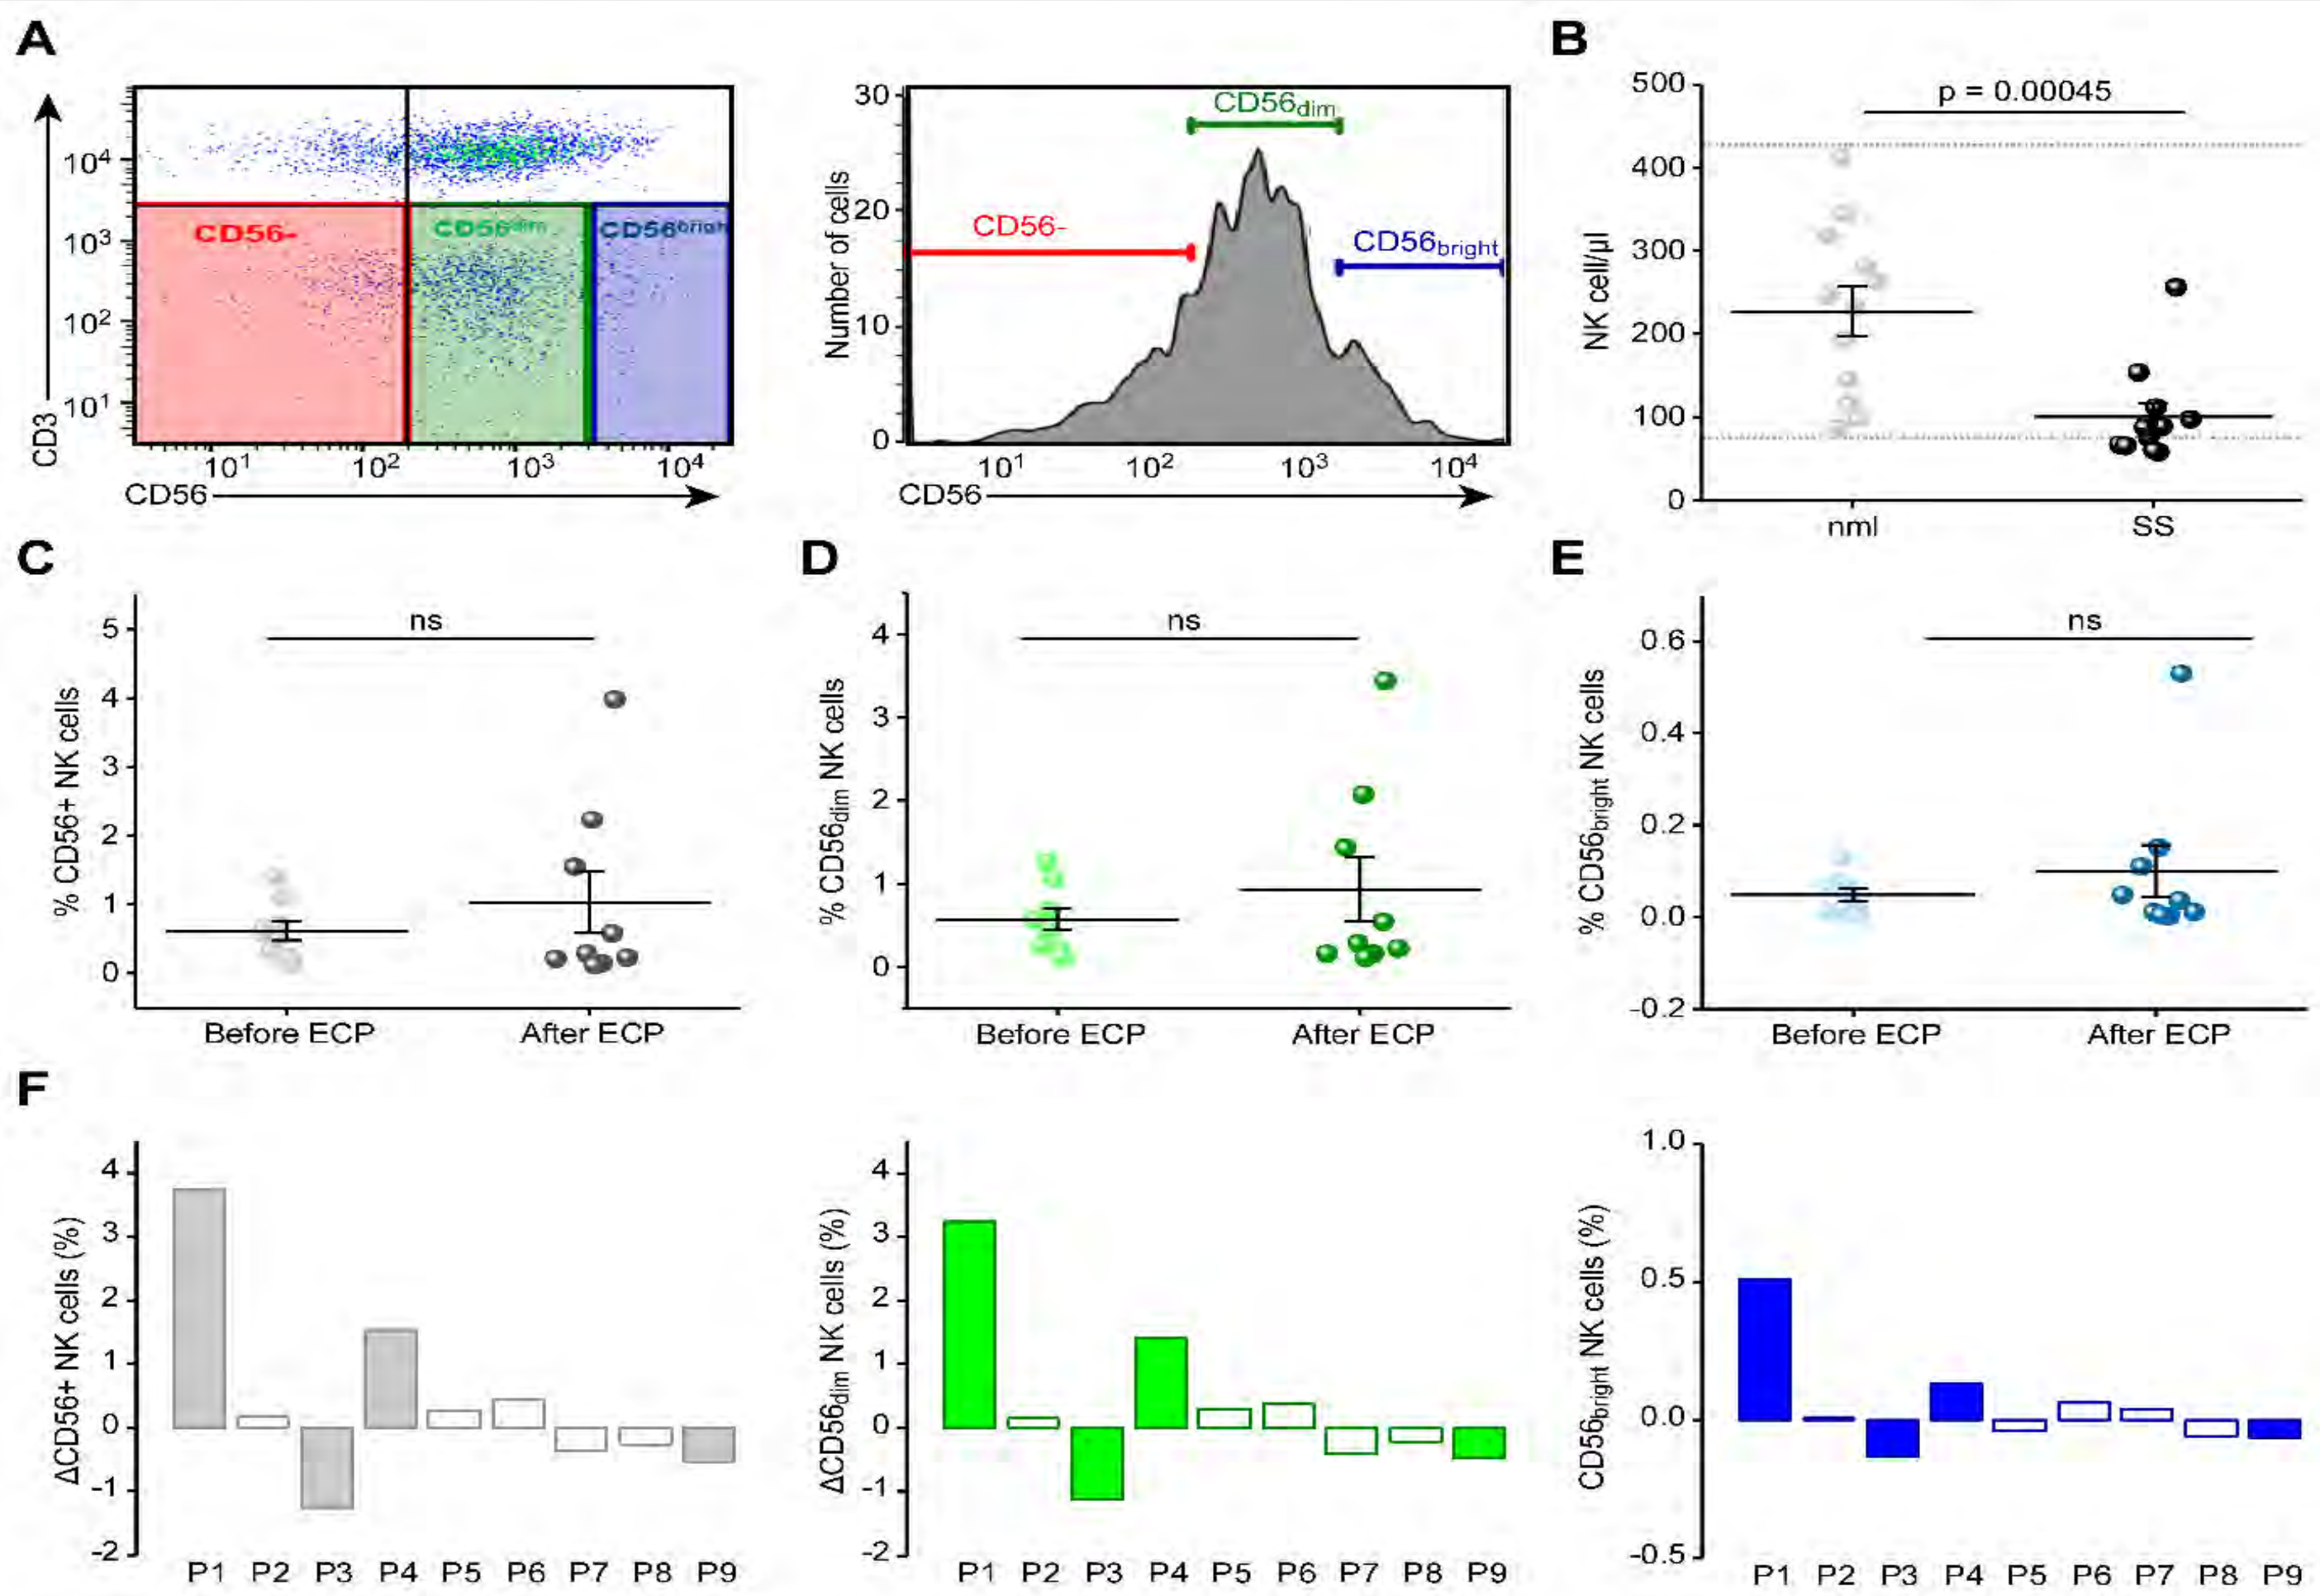 A
CD3
10⁴
10³
10²
10¹
CD56-
CD56dim
CD56brigh
10¹ 10² 10³ 10⁴
CD56
Number of cells
30
20
10
0
CD56dim
CD56-
CD56bright
10¹ 10² 10³ 10⁴
CD56
B
NK cell/µl
500
400
300
200
100
0
p = 0.00045
nml SS
C
% CD56+ NK cells
5
4
3
2
1
0
ns
Before ECP After ECP
D
% CD56dim NK cells
4
3
2
1
0
ns
Before ECP After ECP
E
% CD56bright NK cells
0.6
0.4
0.2
0.0
-0.2
ns
Before ECP After ECP
F
ΔCD56+ NK cells (%)
4
3
2
1
0
-1
-2
P1 P2 P3 P4 P5 P6 P7 P8 P9
ΔCD56dim NK cells (%)
4
3
2
1
0
-1
-2
P1 P2 P3 P4 P5 P6 P7 P8 P9
CD56bright NK cells (%)
1.0
0.5
0.0
-0.5
P1 P2 P3 P4 P5 P6 P7 P8 P9